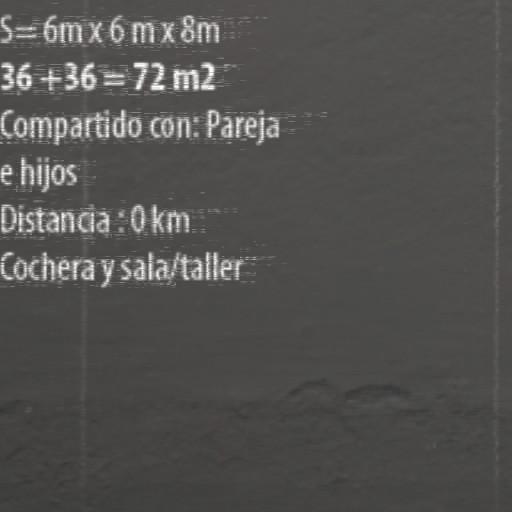 S= 6m x 6 m x 8m
36 +36 = 72 m2
Compartido con: Pareja
e hijos
Distancia : 0 km
Cochera y sala/taller